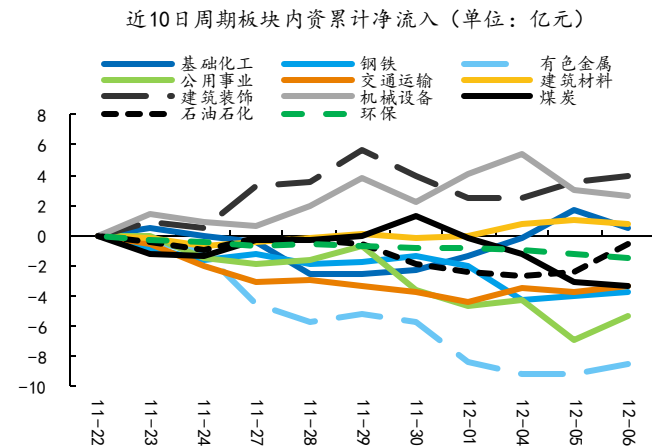 近10日周期板块内资累计净流入（单位：亿元）
基础化工 钢铁 有色金属
公用事业 交通运输 建筑材料
建筑装饰 机械设备 煤炭
石油石化 环保
8
6
4
2
0
-2
-4
-6
-8
-10
11-22 11-23 11-24 11-27 11-28 11-29 11-30 12-01 12-04 12-05 12-06